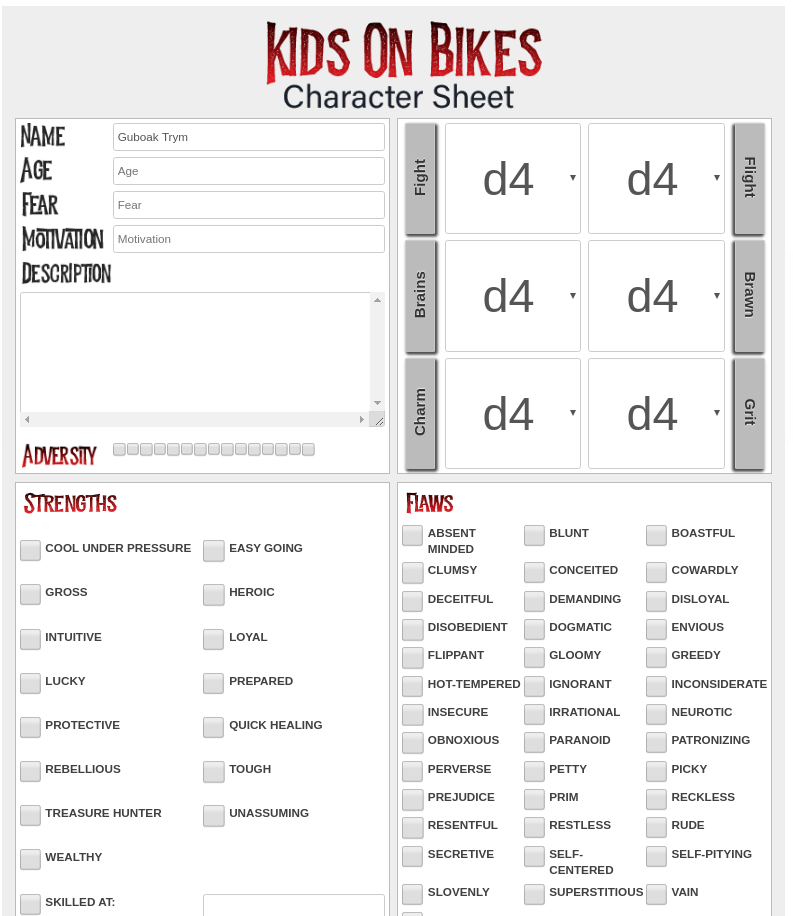 KIDS ON BIKES
Character Sheet
NAME
Guboak Trym
AGE
Age
FEAR
Fear
MOTIVATION
Motivation
DESCRIPTION
ADVERSITY
Fight
d4
d4
Flight
Brains
d4
d4
Brawn
Charm
d4
d4
Grit
STRENGTHS
COOL UNDER PRESSURE
EASY GOING
GROSS
HEROIC
INTUITIVE
LOYAL
LUCKY
PREPARED
PROTECTIVE
QUICK HEALING
REBELLIOUS
TOUGH
TREASURE HUNTER
UNASSUMING
WEALTHY
SKILLED AT:
FLAWS
ABSENT
MINDED
BLUNT
BOASTFUL
CLUMSY
CONCEITED
COWARDLY
DECEITFUL
DEMANDING
DISLOYAL
DISOBEDIENT
DOGMATIC
ENVIOUS
FLIPPANT
GLOOMY
GREEDY
HOT-TEMPERED
IGNORANT
INCONSIDERATE
INSECURE
IRRATIONAL
NEUROTIC
OBNOXIOUS
PARANOID
PATRONIZING
PERVERSE
PETTY
PICKY
PREJUDICE
PRIM
RECKLESS
RESENTFUL
RESTLESS
RUDE
SECRETIVE
SELF-
CENTERED
SELF-PITYING
SLOVENLY
SUPERSTITIOUS
VAIN